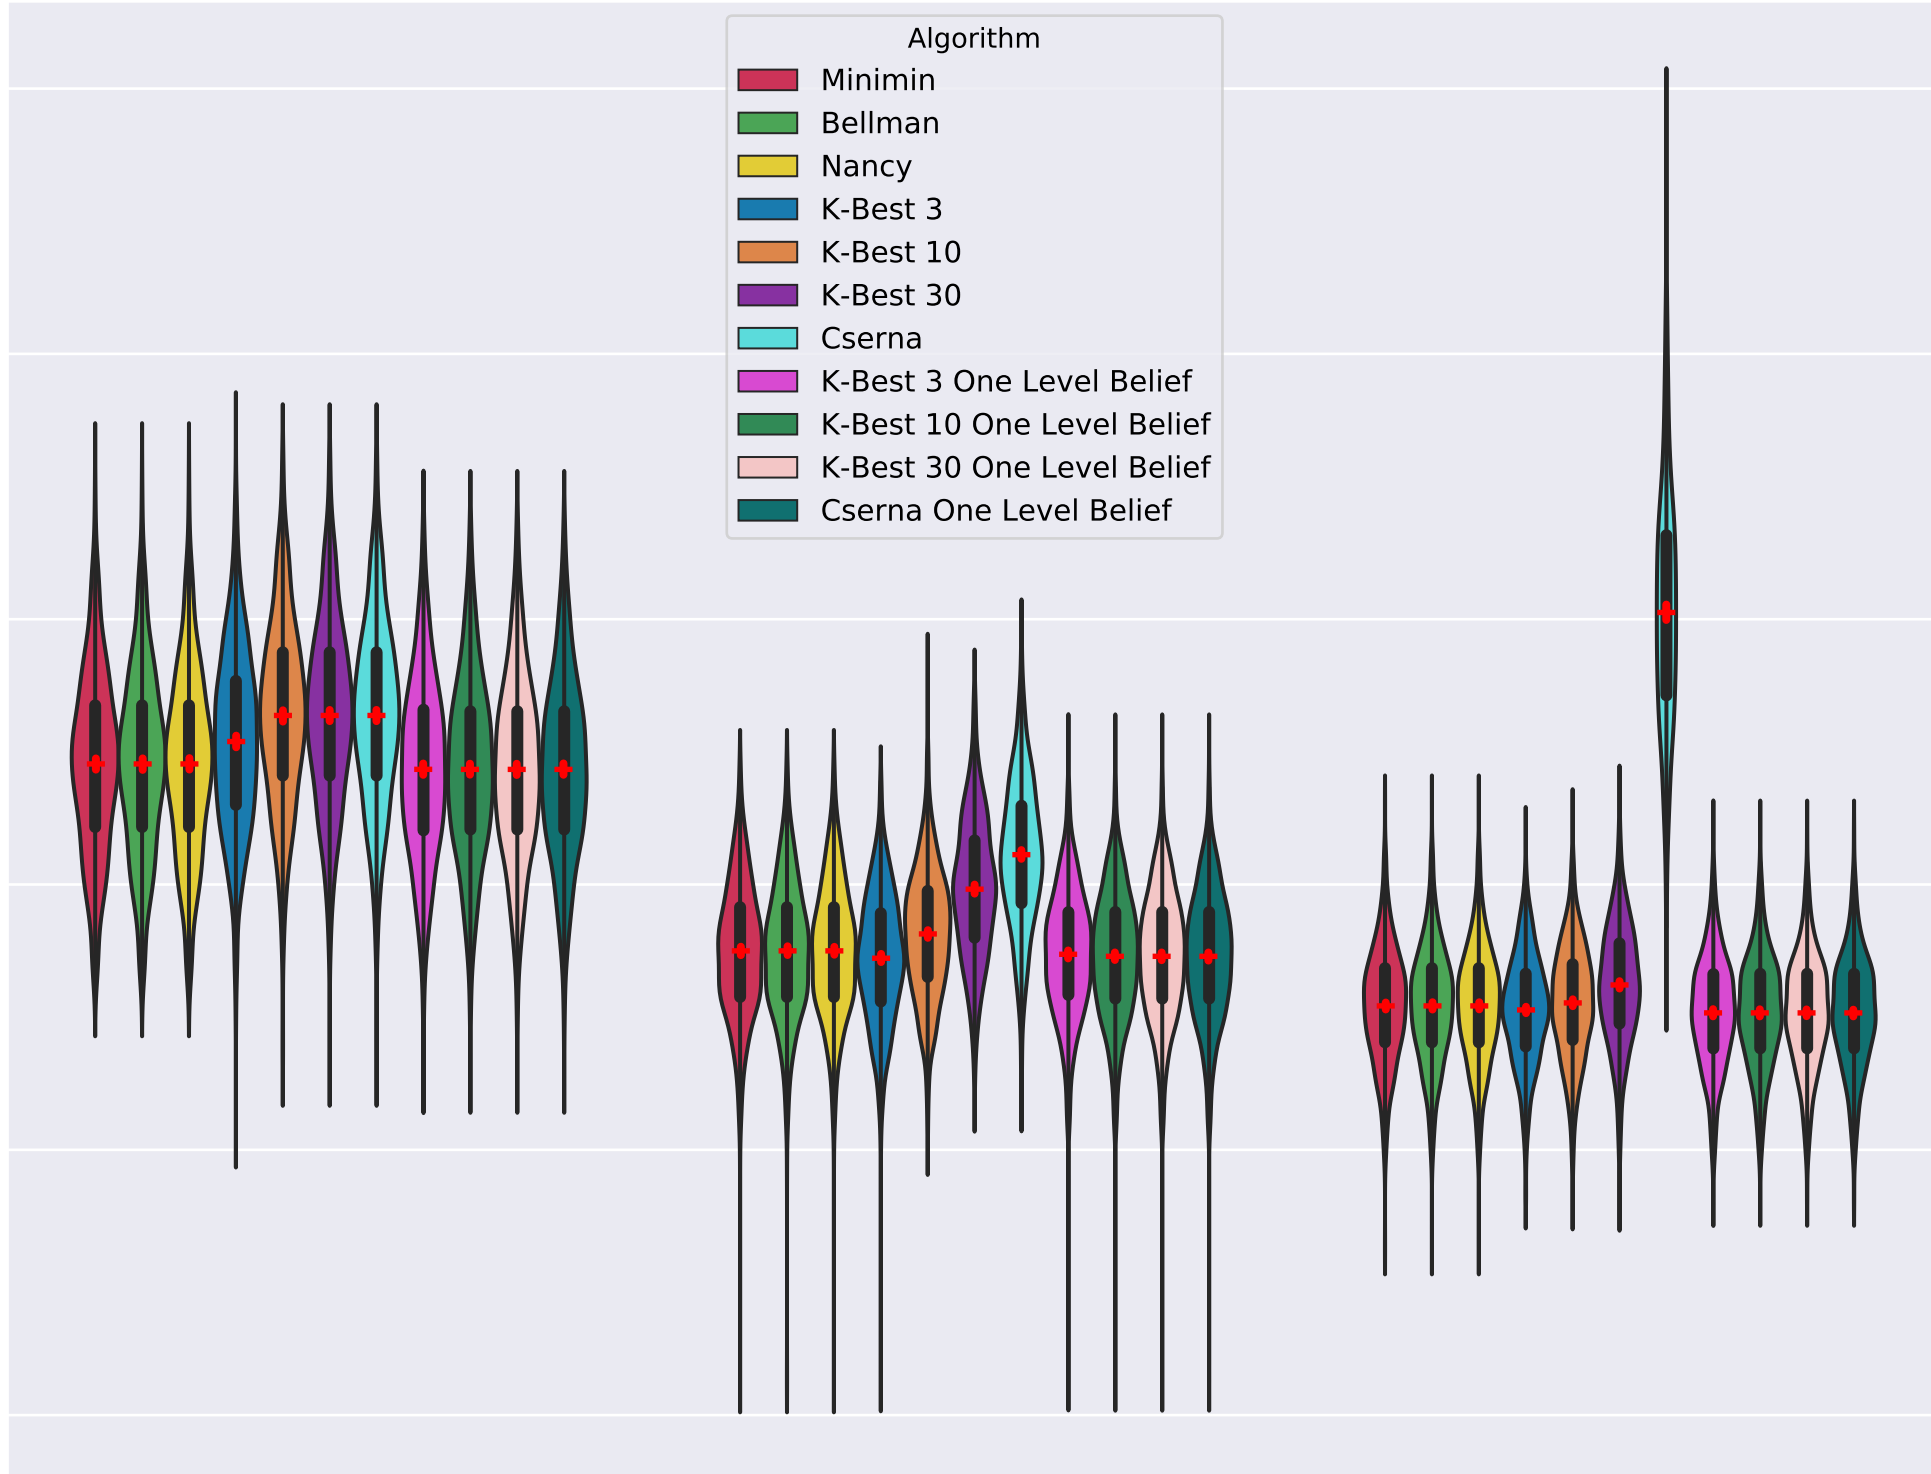 Algorithm
Minimin
Bellman
Nancy
K-Best 3
K-Best 10
K-Best 30
Cserna
K-Best 3 One Level Belief
K-Best 10 One Level Belief
K-Best 30 One Level Belief
Cserna One Level Belief